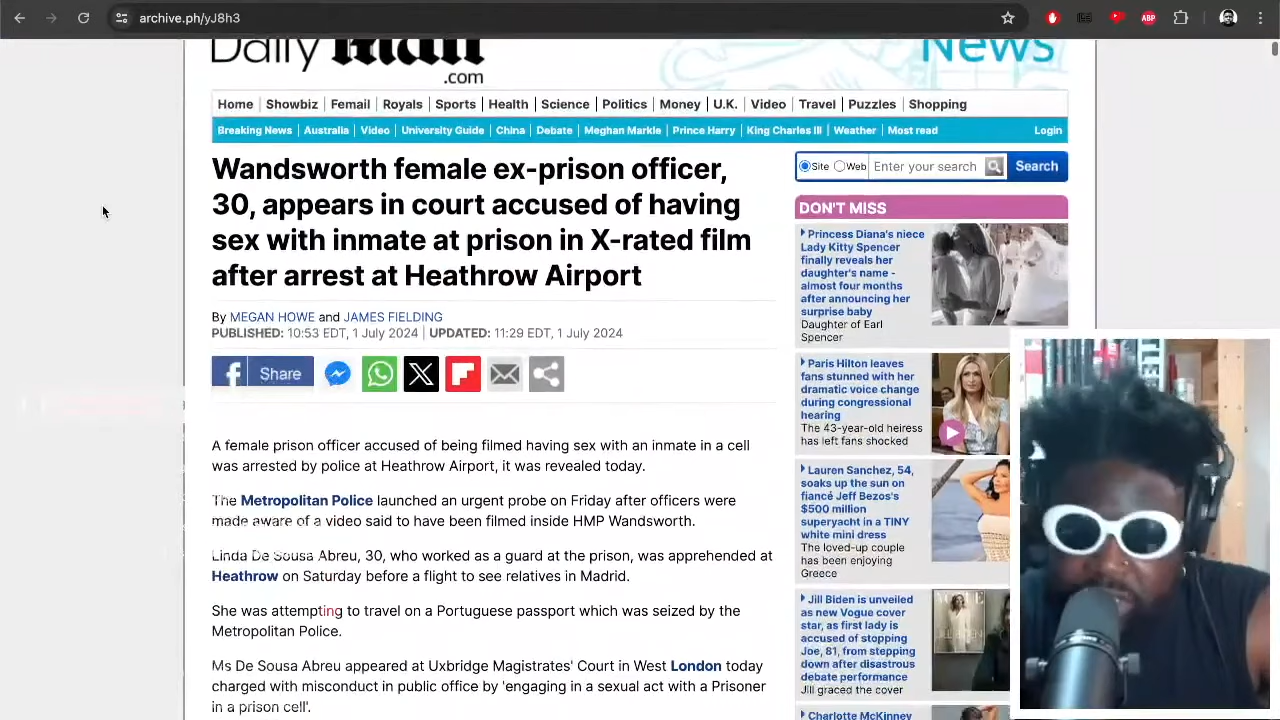 archive.ph/yJ8h3
ABP
Daily Mail
.com
News
Home Showbiz Femail Royals Sports Health Science Politics Money U.K. Video Travel Puzzles Shopping
Breaking News Australia Video University Guide China Debate Meghan Markle Prince Harry King Charles III Weather Most read Login
Wandsworth female ex-prison officer,
30, appears in court accused of having
sex with inmate at prison in X-rated film
after arrest at Heathrow Airport
By MEGAN HOWE and JAMES FIELDING
PUBLISHED: 10:53 EDT, 1 July 2024 | UPDATED: 11:29 EDT, 1 July 2024
Share
A female prison officer accused of being filmed having sex with an inmate in a cell
was arrested by police at Heathrow Airport, it was revealed today.
The Metropolitan Police launched an urgent probe on Friday after officers were
made aware of a video said to have been filmed inside HMP Wandsworth.
Linda De Sousa Abreu, 30, who worked as a guard at the prison, was apprehended at
Heathrow on Saturday before a flight to see relatives in Madrid.
She was attempting to travel on a Portuguese passport which was seized by the
Metropolitan Police.
Ms De Sousa Abreu appeared at Uxbridge Magistrates' Court in West London today
charged with misconduct in public office by 'engaging in a sexual act with a Prisoner
in a prison cell'.
Site Web Enter your search Search
DON'T MISS
Princess Diana's niece
Lady Kitty Spencer
finally reveals her
daughter's name -
almost four months
after announcing her
surprise baby
Daughter of Earl
Spencer
Paris Hilton leaves
fans stunned with her
dramatic voice change
during congressional
hearing
The 43-year-old heiress
has left fans shocked
Lauren Sanchez, 54,
soaks up the sun on
fiancé Jeff Bezos's
$500 million
superyacht in a TINY
white mini dress
The loved-up couple
has been enjoying
Greece
Jill Biden is unveiled
as new Vogue cover
star, as first lady is
accused of stopping
Joe, 81, from stepping
down after disastrous
debate performance
Jill graced the cover
Charlotte McKinney